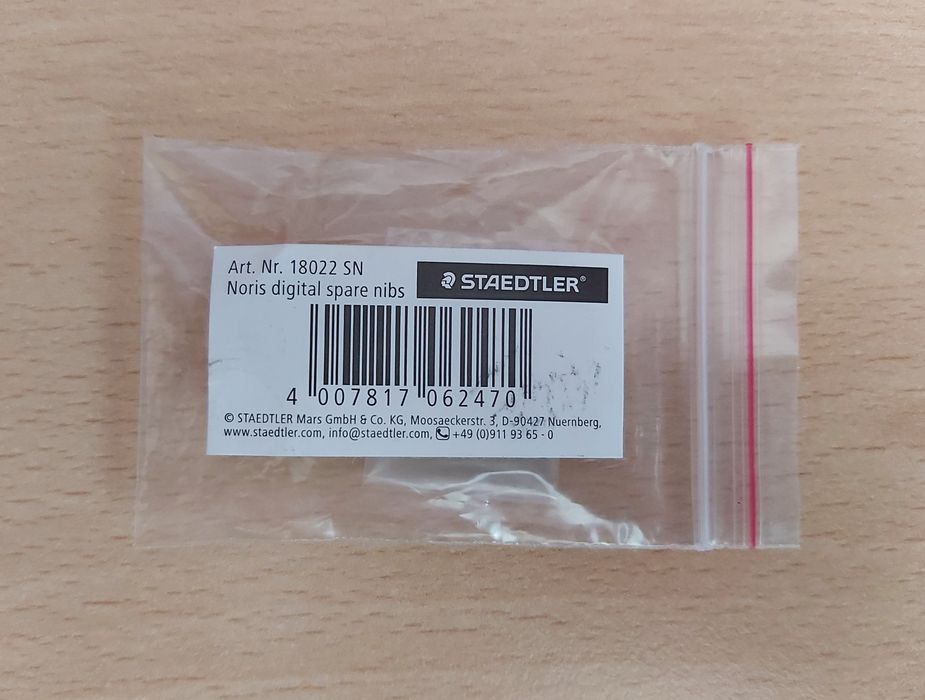 Art. Nr. 18022 SN
Noris digital spare nibs
STAEDTLER®
4 007817 062470
© STAEDTLER Mars GmbH & Co. KG, Moosaeckerstr. 3, D-90427 Nuernberg,
www.staedtler.com, info@staedtler.com, +49 (0)911 93 65 - 0